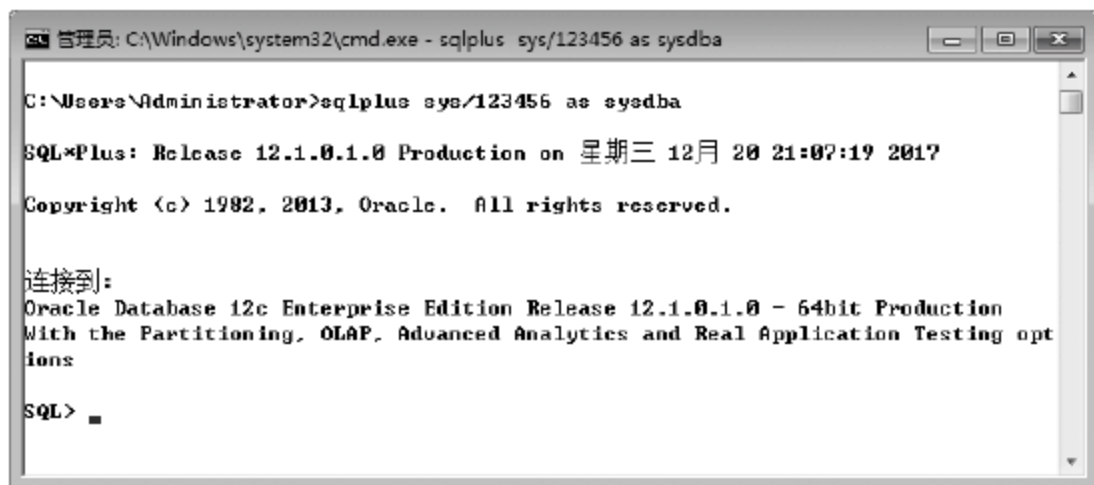 管理员: C:\Windows\system32\cmd.exe - sqlplus  sys/123456 as sysdba
C:\Users\Administrator>sqlplus sys/123456 as sysdba
SQL*Plus: Release 12.1.0.1.0 Production on 星期三 12月 20 21:07:19 2017
Copyright (c) 1982, 2013, Oracle.  All rights reserved.
连接到:
Oracle Database 12c Enterprise Edition Release 12.1.0.1.0 - 64bit Production
With the Partitioning, OLAP, Advanced Analytics and Real Application Testing opt
ions
SQL>